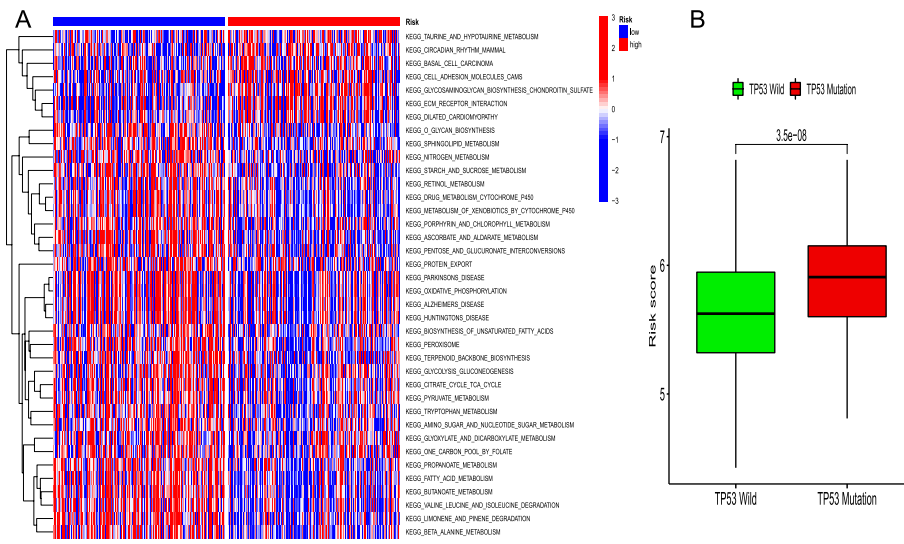 A
Risk
KEGG_TAURINE_AND_HYPOTAURINE_METABOLISM
KEGG_CIRCADIAN_RHYTHM_MAMMAL
KEGG_BASAL_CELL_CARCINOMA
KEGG_CELL_ADHESION_MOLECULES_CAMS
KEGG_GLYCOSAMINOGLYCAN_BIOSYNTHESIS_CHONDROITIN_SULFATE
KEGG_ECM_RECEPTOR_INTERACTION
KEGG_DILATED_CARDIOMYOPATHY
KEGG_O_GLYCAN_BIOSYNTHESIS
KEGG_SPHINGOLIPID_METABOLISM
KEGG_NITROGEN_METABOLISM
KEGG_STARCH_AND_SUCROSE_METABOLISM
KEGG_RETINOL_METABOLISM
KEGG_DRUG_METABOLISM_CYTOCHROME_P450
KEGG_METABOLISM_OF_XENOBIOTICS_BY_CYTOCHROME_P450
KEGG_PORPHYRIN_AND_CHLOROPHYLL_METABOLISM
KEGG_ASCORBATE_AND_ALDARATE_METABOLISM
KEGG_PENTOSE_AND_GLUCURONATE_INTERCONVERSIONS
KEGG_PROTEIN_EXPORT
KEGG_PARKINSONS_DISEASE
KEGG_OXIDATIVE_PHOSPHORYLATION
KEGG_ALZHEIMERS_DISEASE
KEGG_HUNTINGTONS_DISEASE
KEGG_BIOSYNTHESIS_OF_UNSATURATED_FATTY_ACIDS
KEGG_PEROXISOME
KEGG_TERPENOID_BACKBONE_BIOSYNTHESIS
KEGG_GLYCOLYSIS_GLUCONEOGENESIS
KEGG_CITRATE_CYCLE_TCA_CYCLE
KEGG_PYRUVATE_METABOLISM
KEGG_TRYPTOPHAN_METABOLISM
KEGG_AMINO_SUGAR_AND_NUCLEOTIDE_SUGAR_METABOLISM
KEGG_GLYOXYLATE_AND_DICARBOXYLATE_METABOLISM
KEGG_ONE_CARBON_POOL_BY_FOLATE
KEGG_PROPANOATE_METABOLISM
KEGG_FATTY_ACID_METABOLISM
KEGG_BUTANOATE_METABOLISM
KEGG_VALINE_LEUCINE_AND_ISOLEUCINE_DEGRADATION
KEGG_LIMONENE_AND_PINENE_DEGRADATION
KEGG_BETA_ALANINE_METABOLISM
3
2
1
0
−1
−2
−3
Risk
low
high
B
TP53 Wild
TP53 Mutation
3.5e−08
7
6
5
Risk score
TP53 Wild
TP53 Mutation